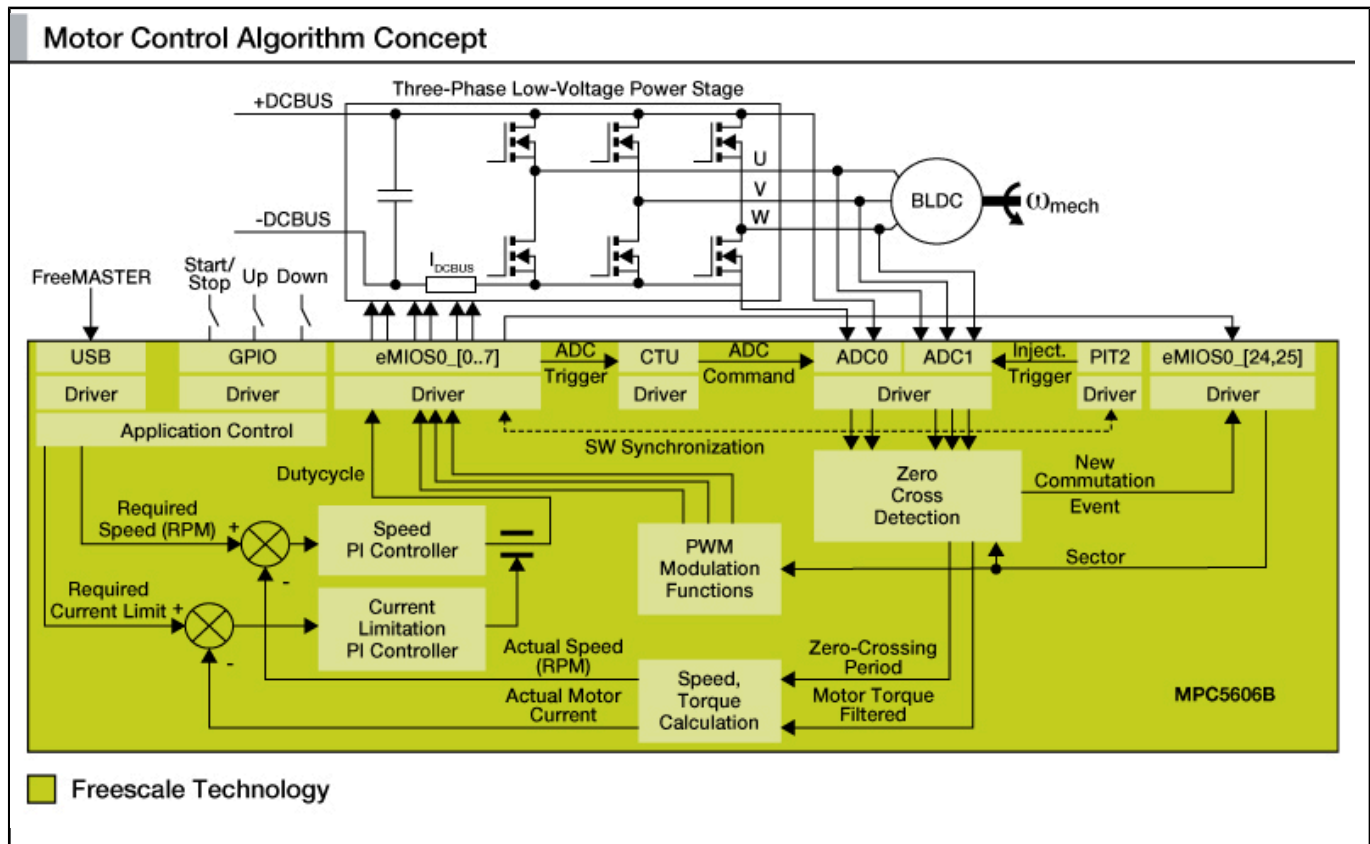 Motor Control Algorithm Concept
Three-Phase Low-Voltage Power Stage
+DCBUS
U
V
W
BLDC
ωmech
-DCBUS
IDCBUS
FreeMASTER
Start/
Stop
Up
Down
USB
GPIO
eMIOS0_[0..7]
ADC
Trigger
CTU
ADC
Command
ADC0
ADC1
Inject.
Trigger
PIT2
eMIOS0_[24,25]
Driver
Driver
Driver
Driver
Driver
Driver
Driver
Application Control
SW Synchronization
Dutycycle
Zero
Cross
Detection
New
Commutation
Event
Required
Speed (RPM)
+
-
Speed
PI Controller
PWM
Modulation
Functions
Sector
Required
Current Limit
+
-
Current
Limitation
PI Controller
Actual Speed
(RPM)
Actual Motor
Current
Speed,
Torque
Calculation
Zero-Crossing
Period
Motor Torque
Filtered
MPC5606B
Freescale Technology